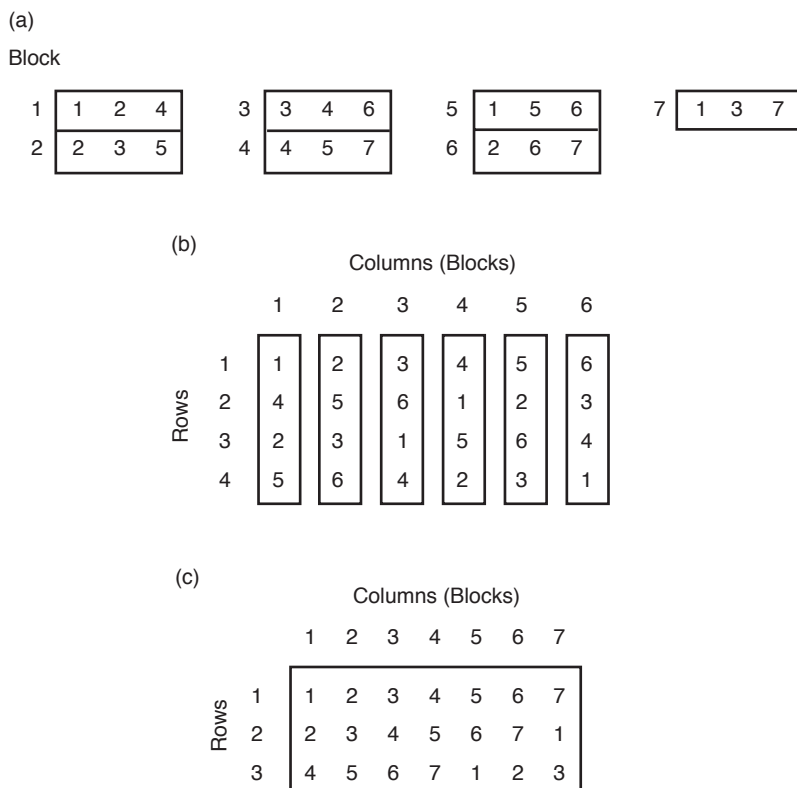 (a)
Block
1 1 2 4 3 3 4 6 5 1 5 6 7 1 3 7
2 2 3 5 4 4 5 7 6 2 6 7
(b)
Columns (Blocks)
1 2 3 4 5 6
1 1 2 3 4 5 6
2 4 5 6 1 2 3
3 2 3 1 5 6 4
4 5 6 4 2 3 1
Rows
(c)
Columns (Blocks)
1 2 3 4 5 6 7
1 1 2 3 4 5 6 7
2 2 3 4 5 6 7 1
3 4 5 6 7 1 2 3
Rows